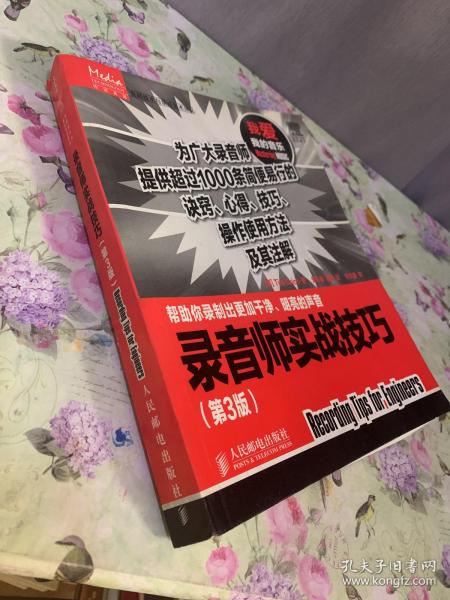 Media
我爱
我的音乐
为广大录音师
提供超过1000条简便易行的
诀窍、心得、技巧、
操作使用方法
及其注解
帮助你录制出更加干净、明亮的声音
录音师实战技巧
(第3版)
Recording Tips for Engineers
人民邮电出版社
POSTS & TELECOM PRESS
录音师实战技巧(第3版)
Recording Tips for Engineers
人民邮电出版社
孔夫子旧书网
www.kongfz.com